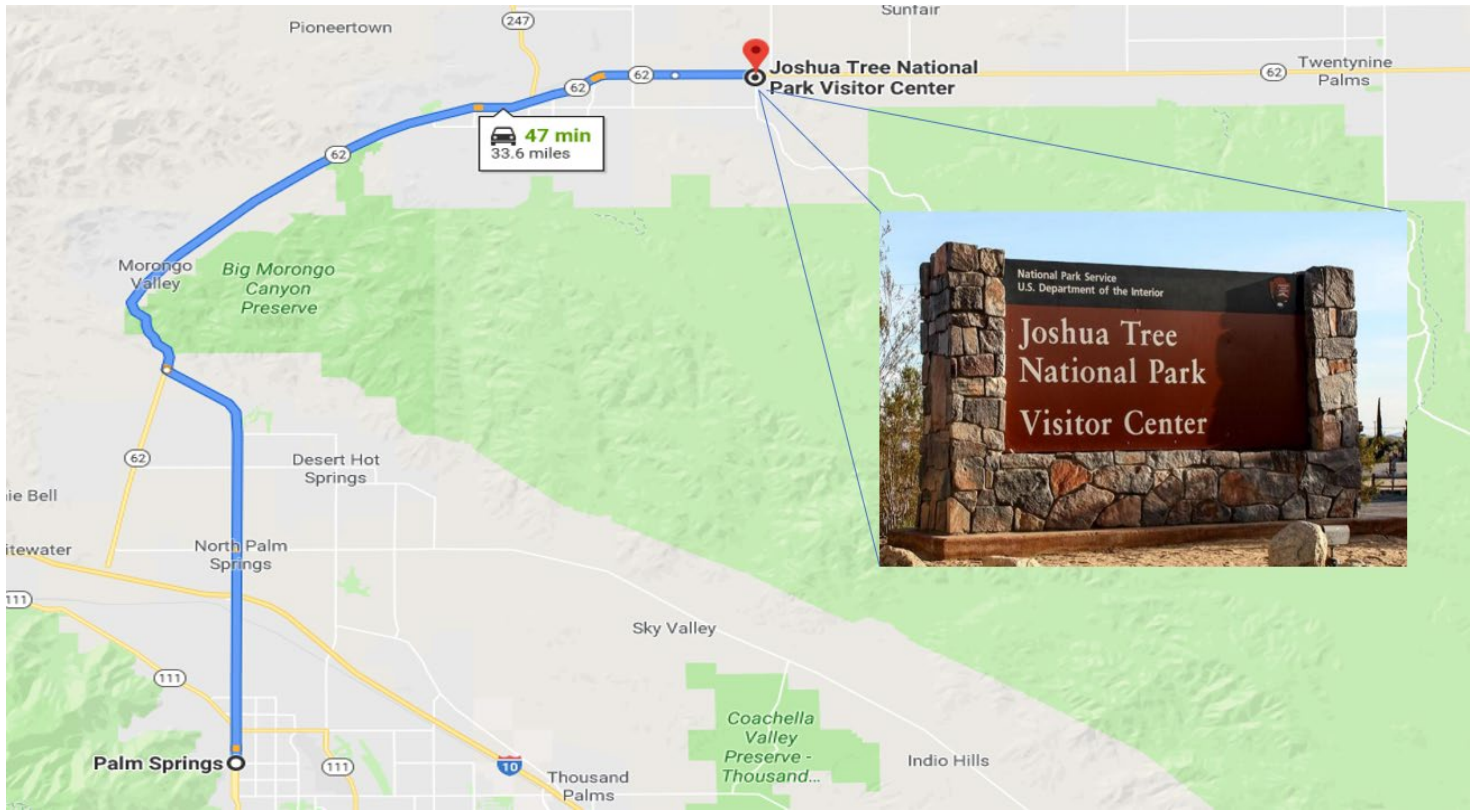 Sunfair
Pioneertown
247
Joshua Tree National
Park Visitor Center
62
62
62
Twentynine
Palms
47 min
33.6 miles
62
National Park Service
U.S. Department of the Interior
Joshua Tree
National Park
Visitor Center
Morongo
Valley
Big Morongo
Canyon
Preserve
62
Desert Hot
Springs
ie Bell
itewater
North Palm
Springs
111
Sky Valley
111
Coachella
Valley
Preserve -
Thousand...
Palm Springs
111
10
Indio Hills
Thousand
Palms